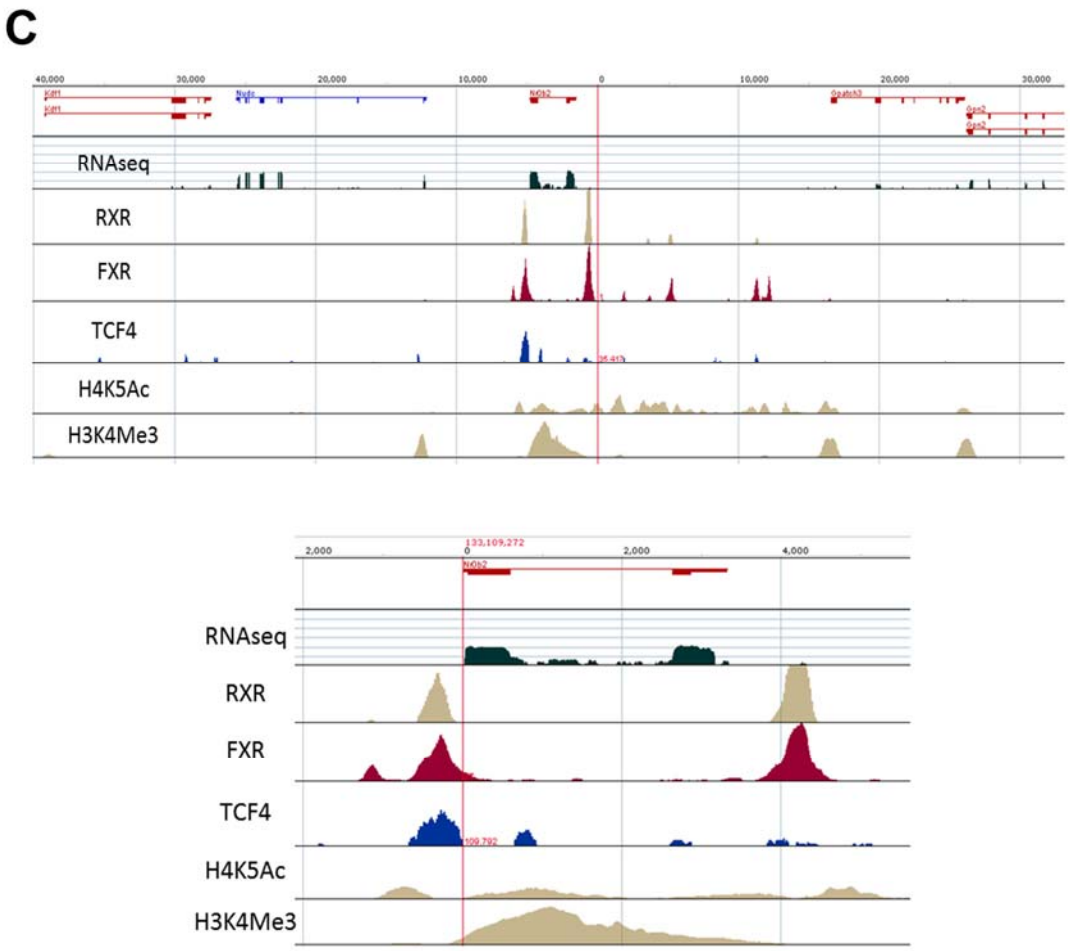 C
40,000 30,000 20,000 10,000 0 10,000 20,000 30,000
Kdf1 Nudc Nr0b2 Gpatch3
Kdf1 Gpn2
Gpn2
RNAseq
RXR
FXR
TCF4
H4K5Ac
H3K4Me3
133,109,272
2,000 0 2,000 4,000
Nr0b2
RNAseq
RXR
FXR
TCF4
109.792
H4K5Ac
H3K4Me3